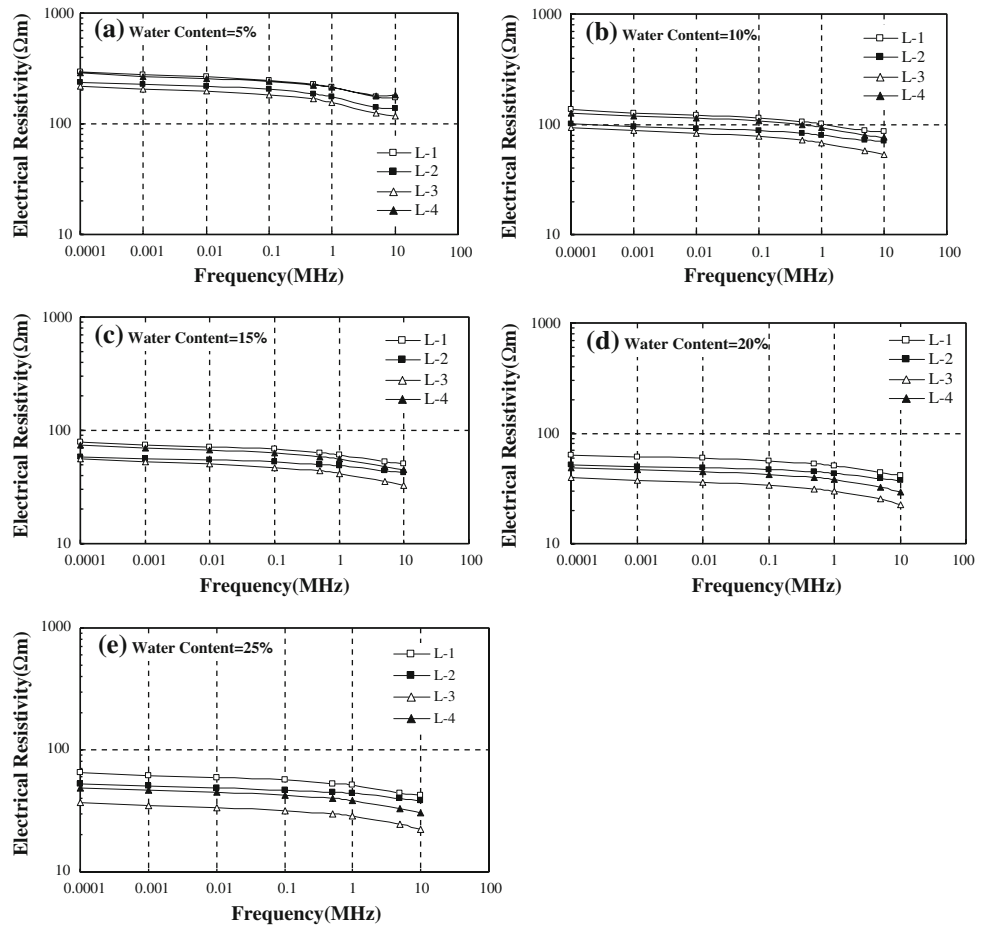 (a) Water Content=5%
Electrical Resistivity(Ωm)
1000
100
10
L-1
L-2
L-3
L-4
0.0001 0.001 0.01 0.1 1 10 100
Frequency(MHz)
(b) Water Content=10%
Electrical Resistivity(Ωm)
1000
100
10
L-1
L-2
L-3
L-4
0.0001 0.001 0.01 0.1 1 10 100
Frequency(MHz)
(c) Water Content=15%
Electrical Resistivity(Ωm)
1000
100
10
L-1
L-2
L-3
L-4
0.0001 0.001 0.01 0.1 1 10 100
Frequency(MHz)
(d) Water Content=20%
Electrical Resistivity(Ωm)
1000
100
10
L-1
L-2
L-3
L-4
0.0001 0.001 0.01 0.1 1 10 100
Frequency(MHz)
(e) Water Content=25%
Electrical Resistivity(Ωm)
1000
100
10
L-1
L-2
L-3
L-4
0.0001 0.001 0.01 0.1 1 10 100
Frequency(MHz)